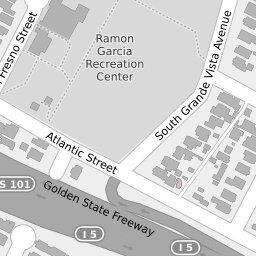 Fresno Street
Ramon
Garcia
Recreation
Center
South Grande Vista Avenue
Atlantic Street
S 101
Golden State Freeway
I 5
I 5